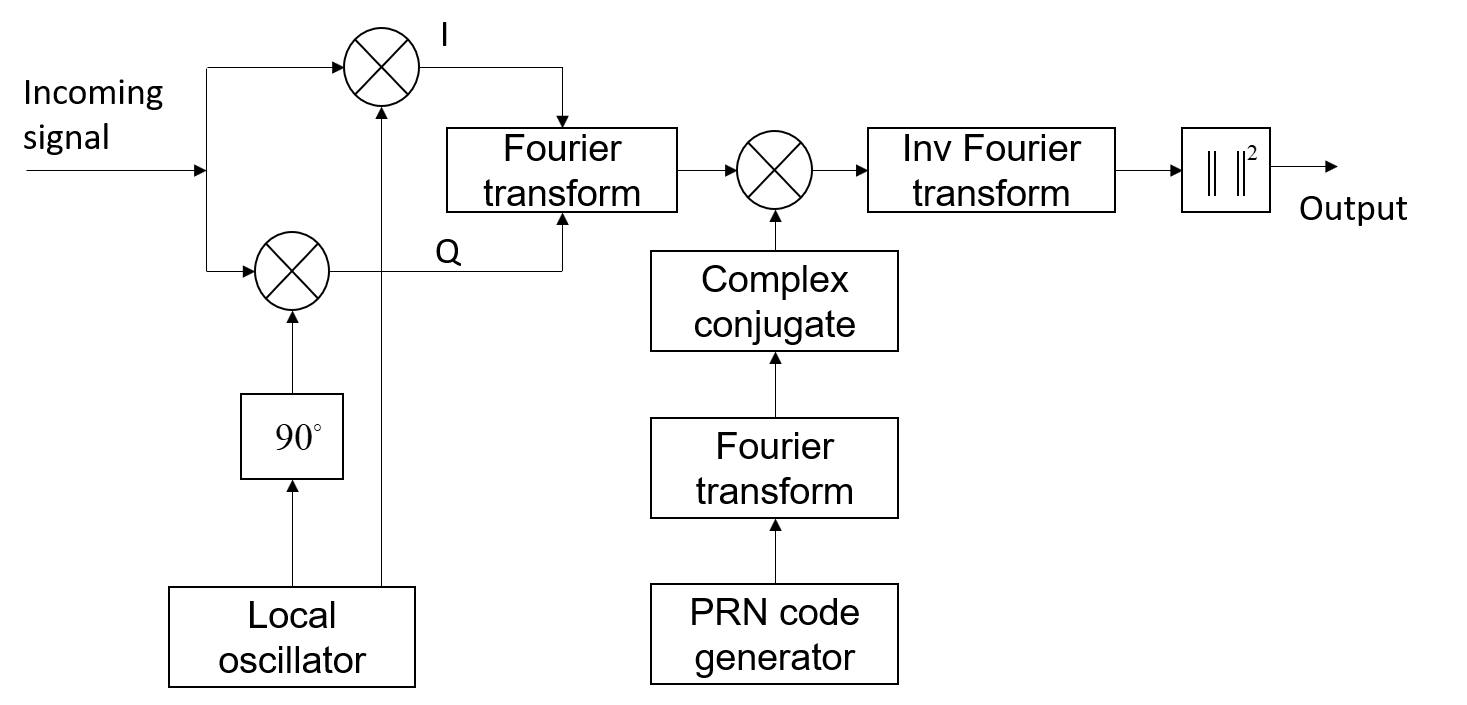 I
Incoming
signal
Fourier
transform
Inv Fourier
transform
‖ ‖²
Output
Q
Complex
conjugate
90°
Fourier
transform
Local
oscillator
PRN code
generator